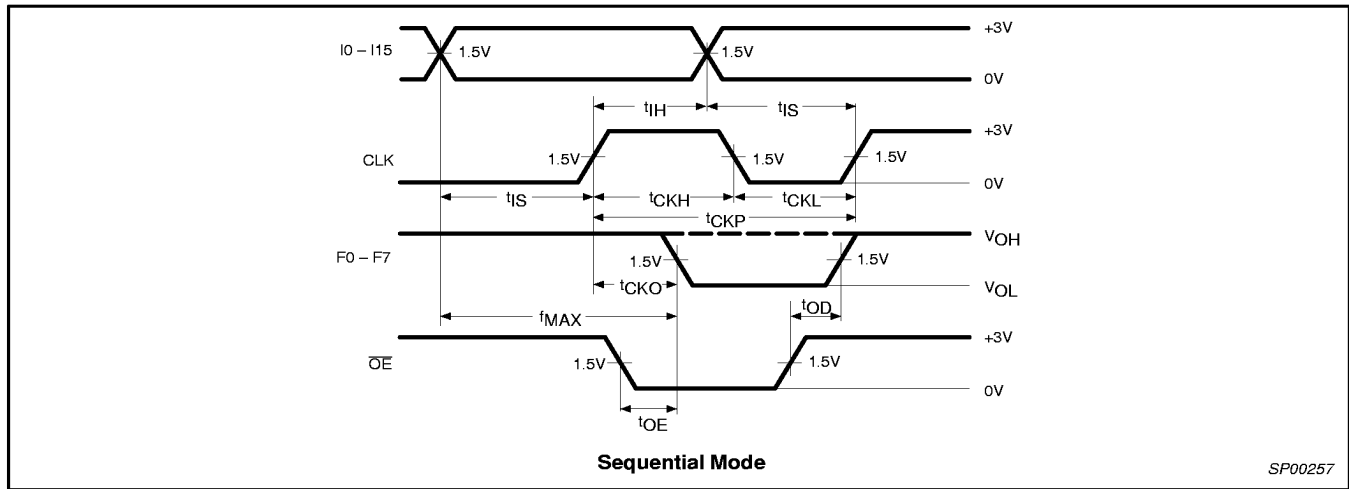 +3V
I0 – I15
1.5V
1.5V
0V
tIH
tIS
+3V
CLK
1.5V
1.5V
1.5V
0V
tIS
tCKH
tCKL
tCKP
VOH
F0 – F7
1.5V
1.5V
tCKO
VOL
tOD
fMAX
+3V
OE
1.5V
1.5V
0V
tOE
Sequential Mode
SP00257